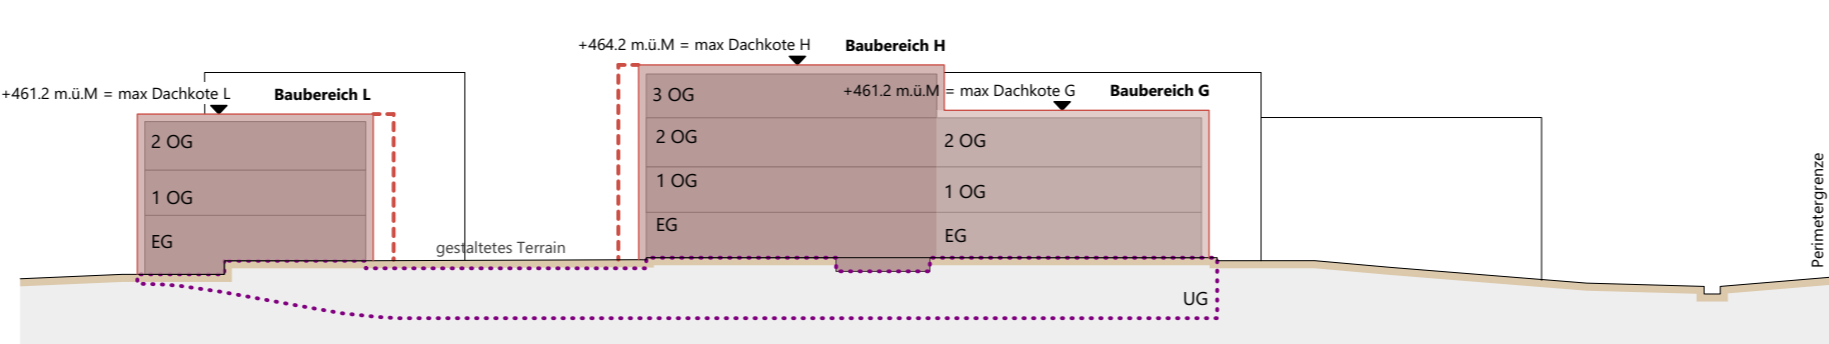 +464.2 m.ü.M = max Dachkote H
Baubereich H
+461.2 m.ü.M = max Dachkote L
Baubereich L
+461.2 m.ü.M = max Dachkote G
Baubereich G
2 OG
1 OG
EG
3 OG
2 OG
1 OG
EG
2 OG
1 OG
EG
gestaltetes Terrain
UG
Perimetergrenze